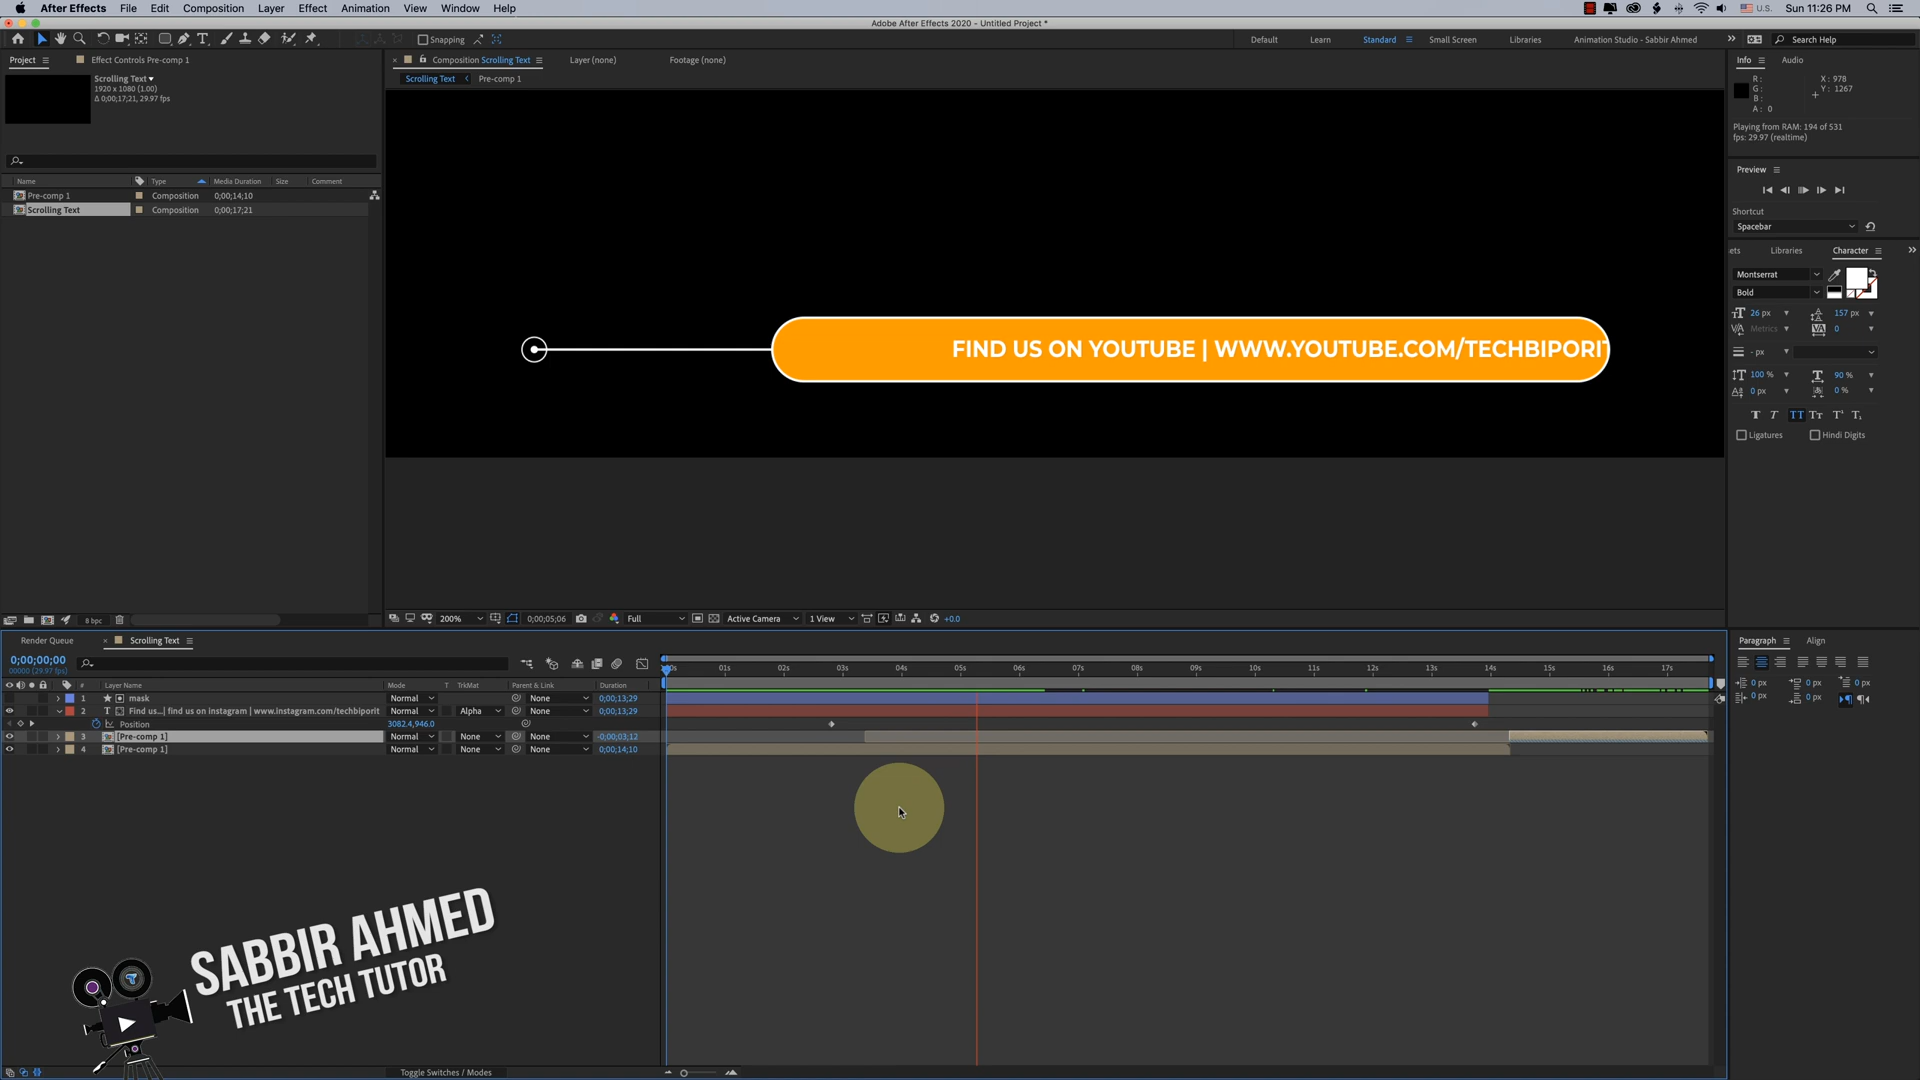 After Effects File Edit Composition Layer Effect Animation View Window Help U.S. Sun 11:26 PM
Adobe After Effects 2020 - Untitled Project *
Snapping Default Learn Standard Small Screen Libraries Animation Studio - Sabbir Ahmed Search Help
Project Effect Controls Pre-comp 1 Composition Scrolling Text Layer (none) Footage (none) Info Audio
Scrolling Text
1920 x 1080 (1.00)
Δ 0;00;17;21, 29.97 fps
Scrolling Text Pre-comp 1
R :
G :
B :
A : 0
X : 978
Y : 1267
Playing from RAM: 194 of 531
fps: 29.97 (realtime)
Preview
Shortcut
Spacebar
Name Type Media Duration Size Comment
Pre-comp 1 Composition 0;00;14;10
Scrolling Text Composition 0;00;17;21
ets Libraries Character
Montserrat
Bold
26 px 157 px
Metrics 0
- px
100 % 90 %
0 px 0 %
TT TT
Ligatures Hindi Digits
FIND US ON YOUTUBE | WWW.YOUTUBE.COM/TECHBIPORIT
8 bpc 200% 0;00;05;06 Full Active Camera 1 View +0.0
Render Queue Scrolling Text Paragraph Align
0;00;00;00
00000 (29.97 fps)
01s 02s 03s 04s 05s 06s 07s 08s 09s 10s 11s 12s 13s 14s 15s 16s 17s
# Layer Name Mode T TrkMat Parent & Link Duration
1 mask Normal None 0;00;13;29
2 T Find us...| find us on instagram | www.instagram.com/techbiporit Normal Alpha None 0;00;13;29
Position 3082.4,946.0
3 [Pre-comp 1] Normal None None -0;00;03;12
4 [Pre-comp 1] Normal None None 0;00;14;10
0 px 0 px 0 px
0 px 0 px
SABBIR AHMED
THE TECH TUTOR
Toggle Switches / Modes